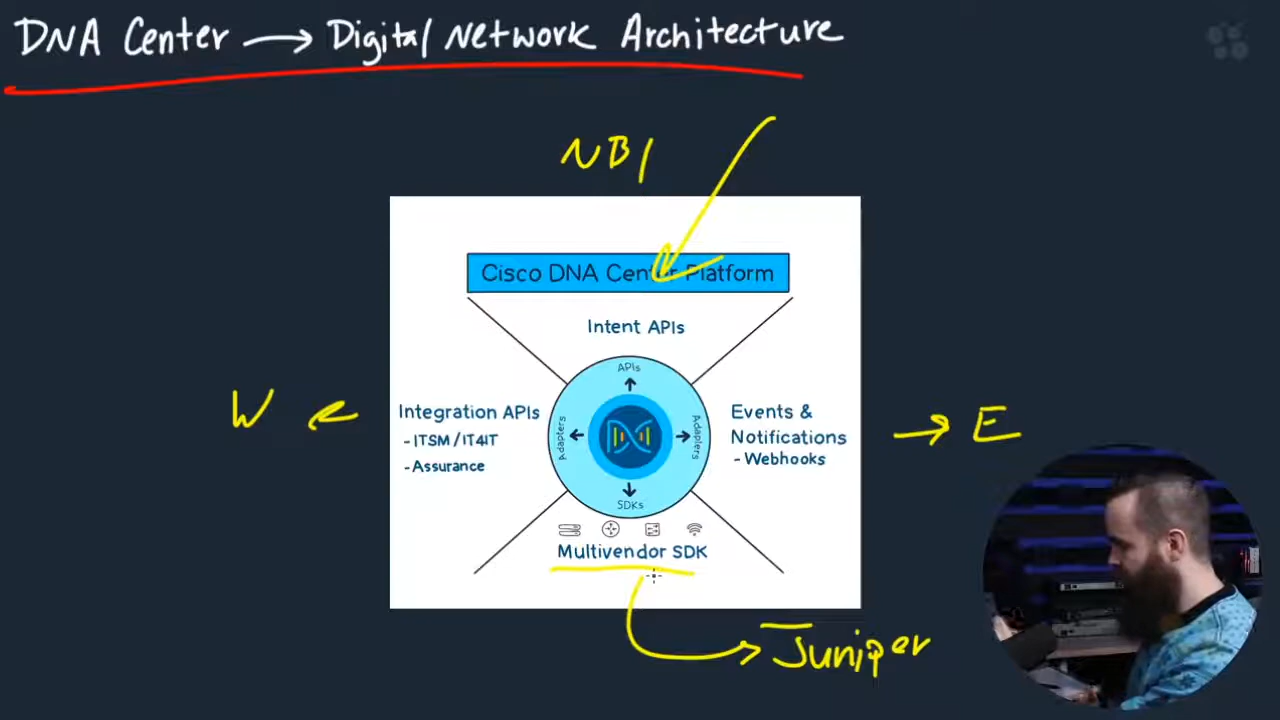 DNA Center → Digital Network Architecture
NBI
Cisco DNA Center Platform
Intent APIs
APIs
W ←
Integration APIs
- ITSM / IT4IT
- Assurance
Adapters
Adapters
Events &
Notifications
- Webhooks
→ E
SDKs
Multivendor SDK
Juniper